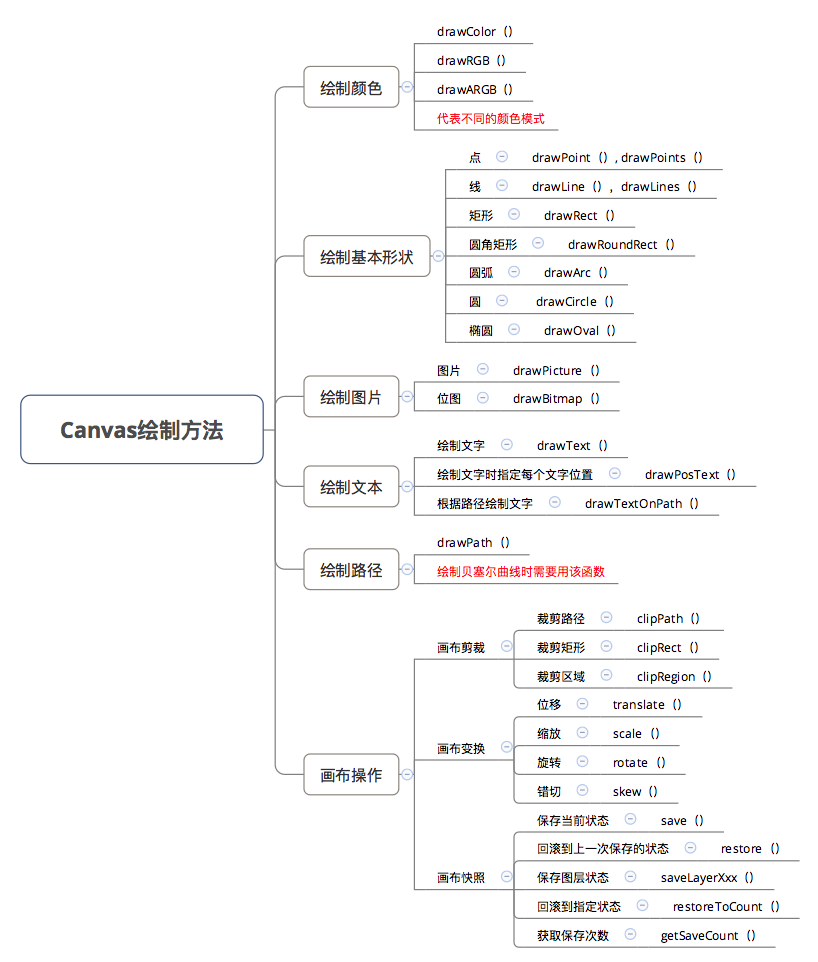 Canvas绘制方法
绘制颜色
drawColor（）
drawRGB（）
drawARGB（）
代表不同的颜色模式
绘制基本形状
点 drawPoint（）,drawPoints（）
线 drawLine（）, drawLines（）
矩形 drawRect（）
圆角矩形 drawRoundRect（）
圆弧 drawArc（）
圆 drawCircle（）
椭圆 drawOval（）
绘制图片
图片 drawPicture（）
位图 drawBitmap（）
绘制文本
绘制文字 drawText（）
绘制文字时指定每个文字位置 drawPosText（）
根据路径绘制文字 drawTextOnPath（）
绘制路径
drawPath（）
绘制贝塞尔曲线时需要用该函数
画布操作
画布剪裁
裁剪路径 clipPath（）
裁剪矩形 clipRect（）
裁剪区域 clipRegion（）
画布变换
位移 translate（）
缩放 scale（）
旋转 rotate（）
错切 skew（）
画布快照
保存当前状态 save（）
回滚到上一次保存的状态 restore（）
保存图层状态 saveLayerXxx（）
回滚到指定状态 restoreToCount（）
获取保存次数 getSaveCount（）